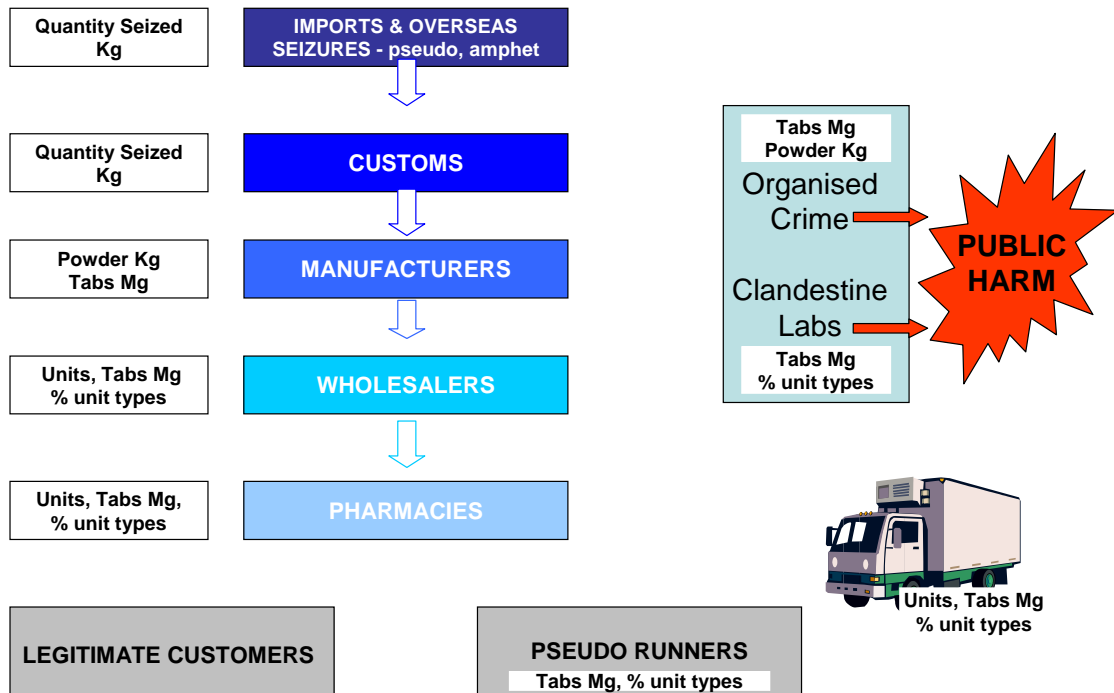 Quantity Seized
Kg
IMPORTS & OVERSEAS
SEIZURES - pseudo, amphet
Quantity Seized
Kg
CUSTOMS
Powder Kg
Tabs Mg
MANUFACTURERS
Units, Tabs Mg
% unit types
WHOLESALERS
Units, Tabs Mg,
% unit types
PHARMACIES
Tabs Mg
Powder Kg
Organised
Crime
Clandestine
Labs
Tabs Mg
% unit types
PUBLIC
HARM
Units, Tabs Mg
% unit types
LEGITIMATE CUSTOMERS
PSEUDO RUNNERS
Tabs Mg, % unit types